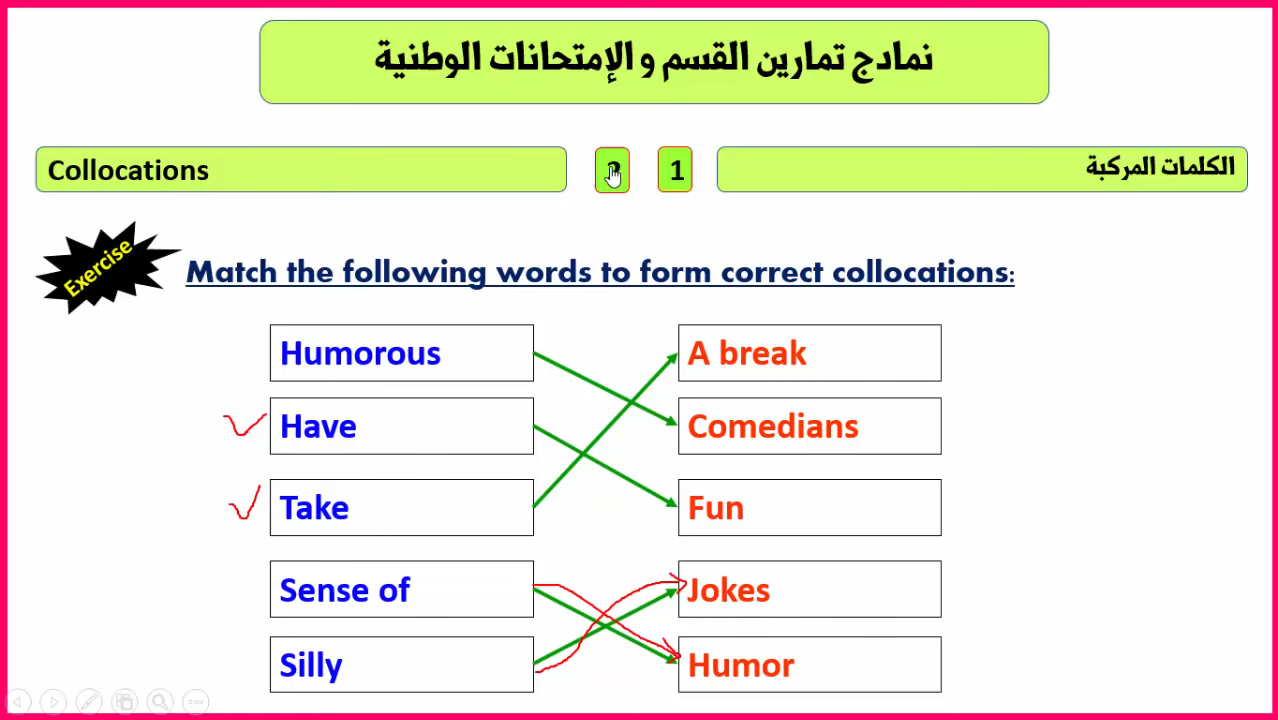 نمادج تمارين القسم و الإمتحانات الوطنية
Collocations
1
الكلمات المركبة
Exercise
Match the following words to form correct collocations:
Humorous
A break
Have
Comedians
Take
Fun
Sense of
Jokes
Silly
Humor